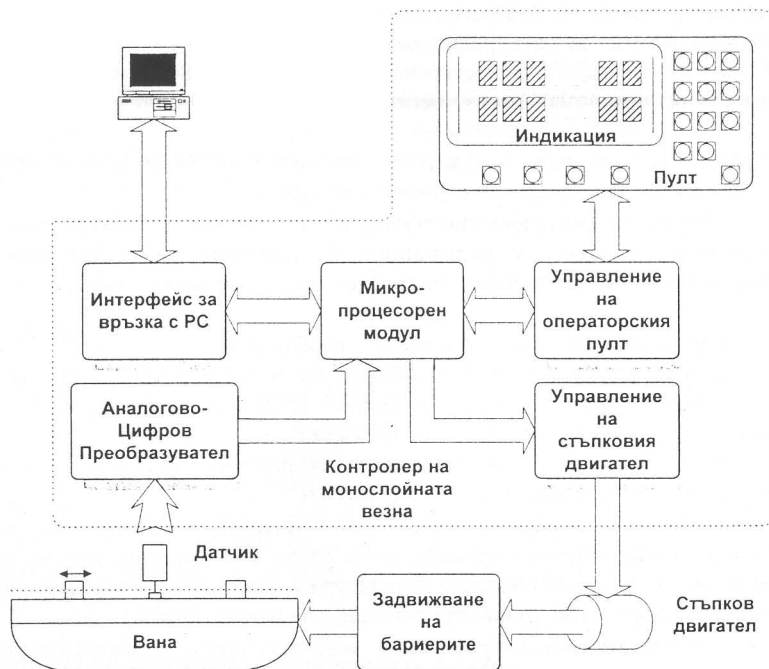 Индикация
Пулт
Интерфейс за
връзка с PC
Микро-
процесорен
модул
Управление
на
операторския
пулт
Аналогово-
Цифров
Преобразувател
Управление
на
стъпковия
двигател
Контролер на
монослойната
везна
Датчик
Вана
Задвижване
на
бариерите
Стъпков
двигател